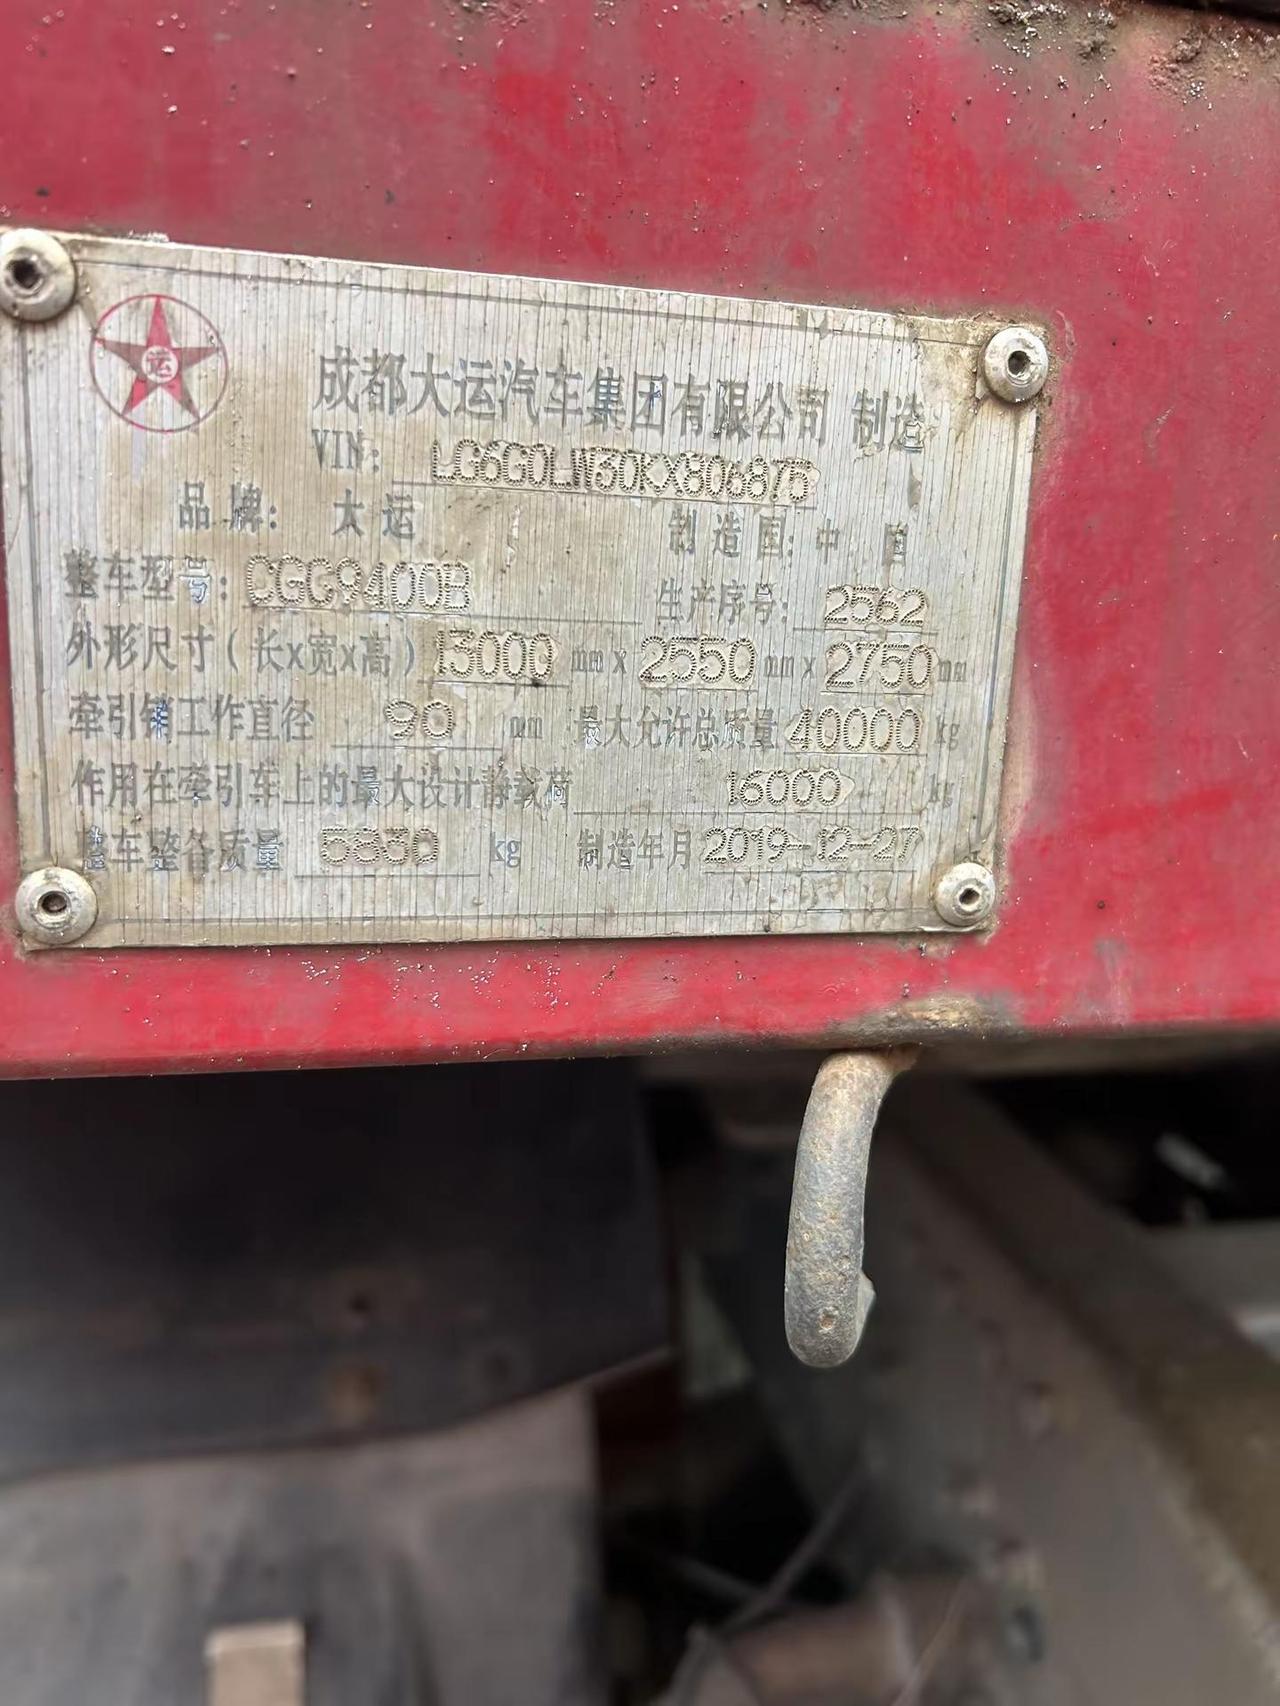 运
成都大运汽车集团有限公司 制造
VIN: LG6G0LW30KX806875
品牌: 大运 制造国: 中国
整车型号: CGG9400B 生产序号: 2562
外形尺寸(长x宽x高) 13000 mm x 2550 mm x 2750 mm
牵引销工作直径 90 mm 最大允许总质量 40000 kg
作用在牵引车上的最大设计静载荷 16000 kg
整车整备质量 5830 kg 制造年月 2019-12-27